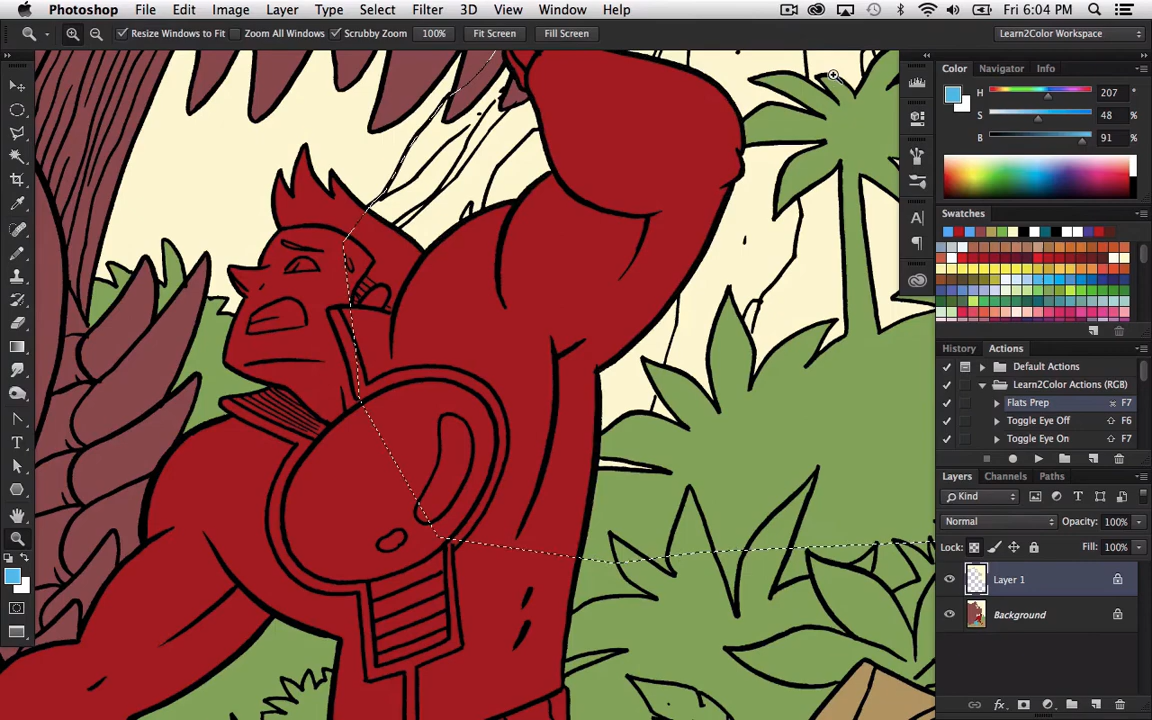 Photoshop File Edit Image Layer Type Select Filter 3D View Window Help Fri 6:04 PM
Resize Windows to Fit Zoom All Windows Scrubby Zoom 100% Fit Screen Fill Screen Learn2Color Workspace
Color Navigator Info
H 207 °
S 48 %
B 91 %
Swatches
History Actions
Default Actions
Learn2Color Actions (RGB)
Flats Prep F7
Toggle Eye Off F6
Toggle Eye On F7
Layers Channels Paths
Kind
Normal Opacity: 100%
Lock: Fill: 100%
Layer 1
Background